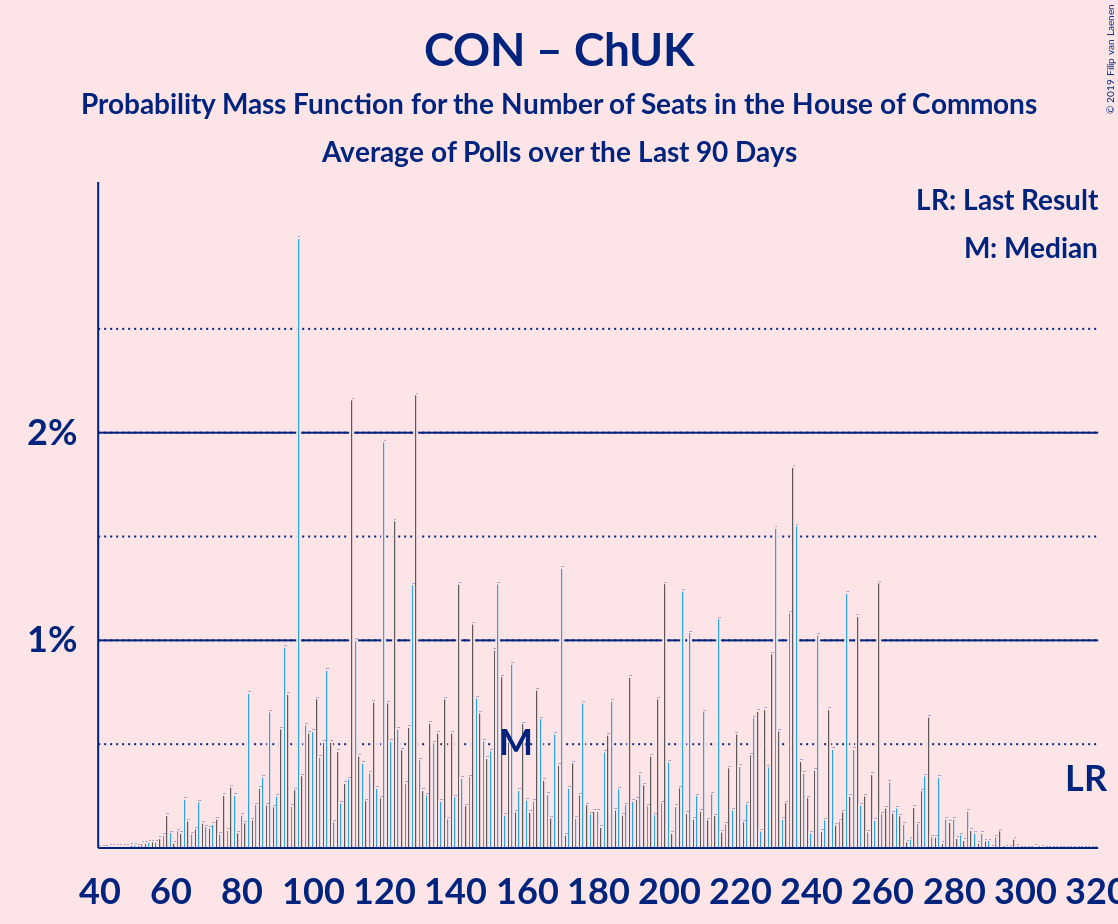 CON – ChUK
Probability Mass Function for the Number of Seats in the House of Commons
Average of Polls over the Last 90 Days
© 2019 Filip van Laenen
LR: Last Result
M: Median
2%
1%
M
LR
40 60 80 100 120 140 160 180 200 220 240 260 280 300 320